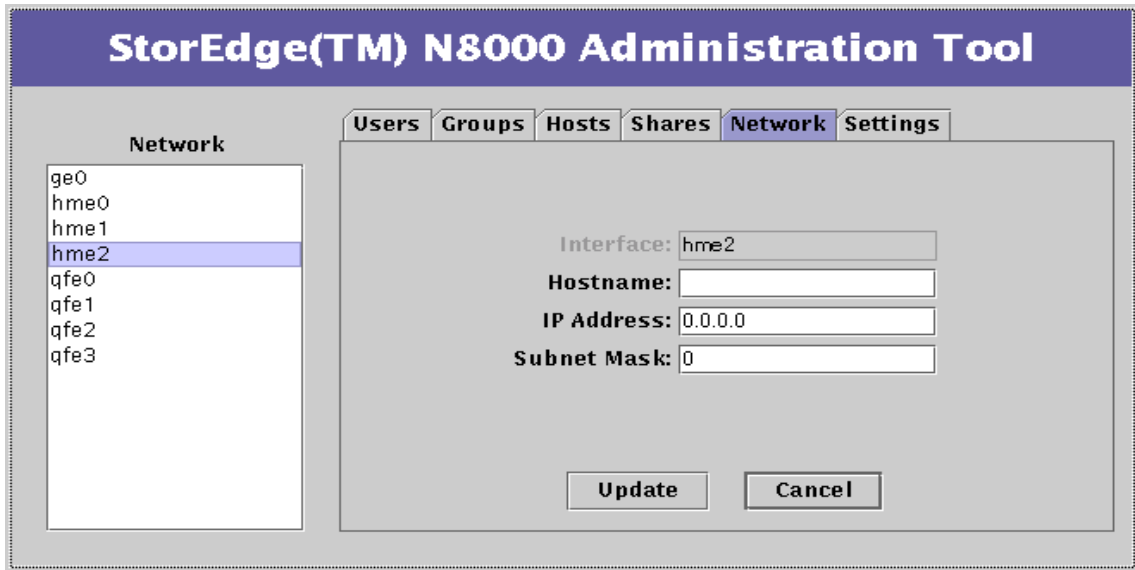 StorEdge(TM) N8000 Administration Tool
Users Groups Hosts Shares Network Settings
Network
ge0
hme0
hme1
hme2
qfe0
qfe1
qfe2
qfe3
Interface: hme2
Hostname:
IP Address: 0.0.0.0
Subnet Mask: 0
Update Cancel